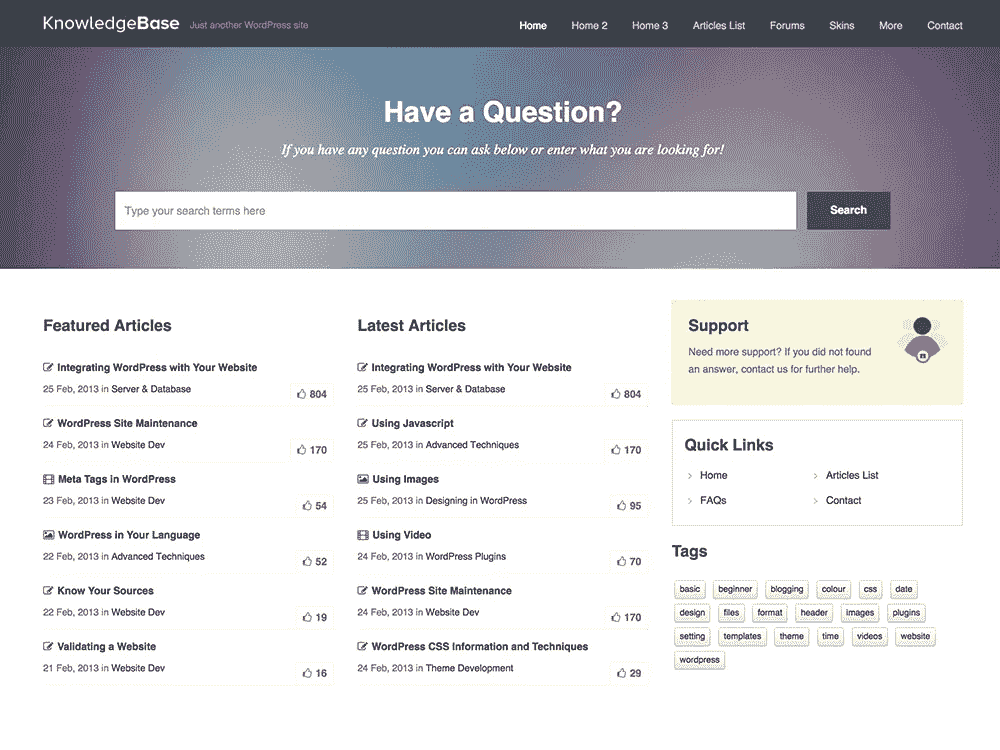 KnowledgeBase Just another WordPress site
Home Home 2 Home 3 Articles List Forums Skins More Contact
Have a Question?
If you have any question you can ask below or enter what you are looking for!
Type your search terms here
Search
Featured Articles
Integrating WordPress with Your Website
25 Feb, 2013 in Server & Database 804
WordPress Site Maintenance
24 Feb, 2013 in Website Dev 170
Meta Tags in WordPress
23 Feb, 2013 in Website Dev 54
WordPress in Your Language
22 Feb, 2013 in Advanced Techniques 52
Know Your Sources
22 Feb, 2013 in Website Dev 19
Validating a Website
21 Feb, 2013 in Website Dev 16
Latest Articles
Integrating WordPress with Your Website
25 Feb, 2013 in Server & Database 804
Using Javascript
25 Feb, 2013 in Advanced Techniques 170
Using Images
25 Feb, 2013 in Designing in WordPress 95
Using Video
24 Feb, 2013 in WordPress Plugins 70
WordPress Site Maintenance
24 Feb, 2013 in Website Dev 170
WordPress CSS Information and Techniques
24 Feb, 2013 in Theme Development 29
Support
Need more support? If you did not found
an answer, contact us for further help.
Quick Links
Home Articles List
FAQs Contact
Tags
basic beginner blogging colour css date
design files format header images plugins
setting templates theme time videos website
wordpress